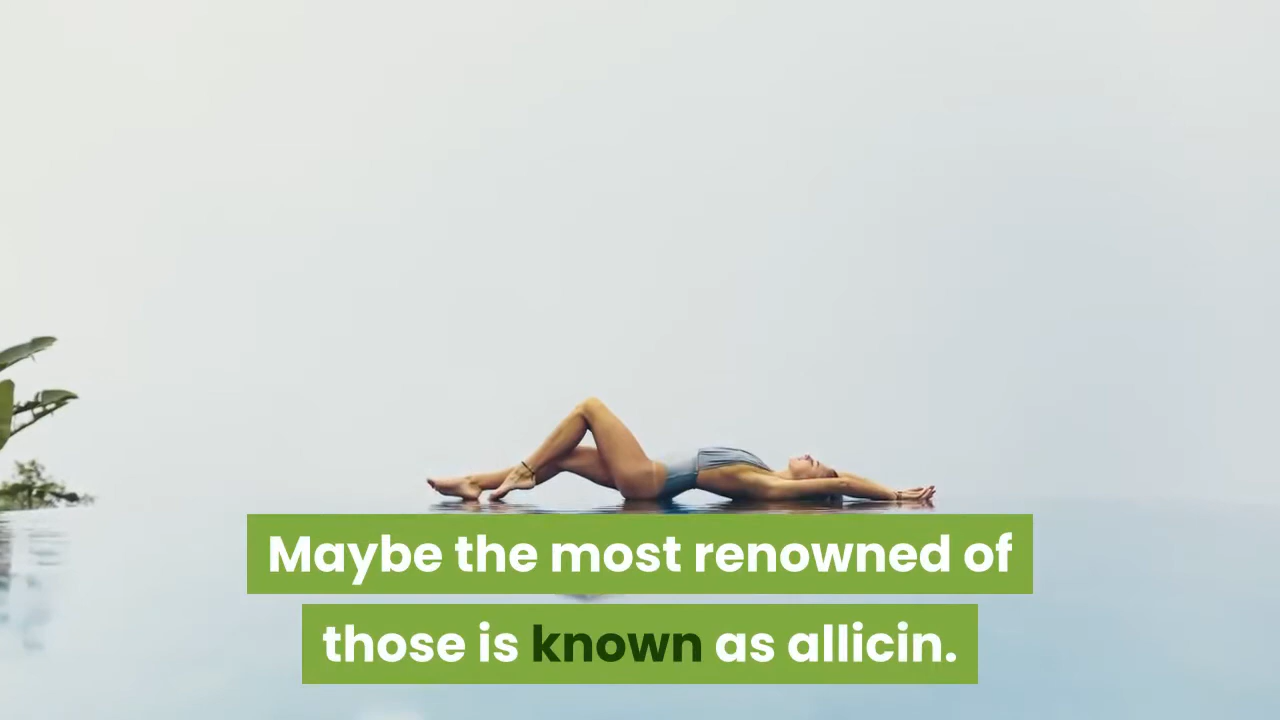 Maybe the most renowned of
those is known as allicin.